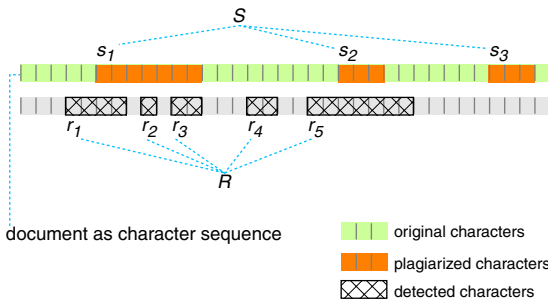 S
s1 s2 s3
r1 r2 r3 r4 r5
R
document as character sequence
original characters
plagiarized characters
detected characters